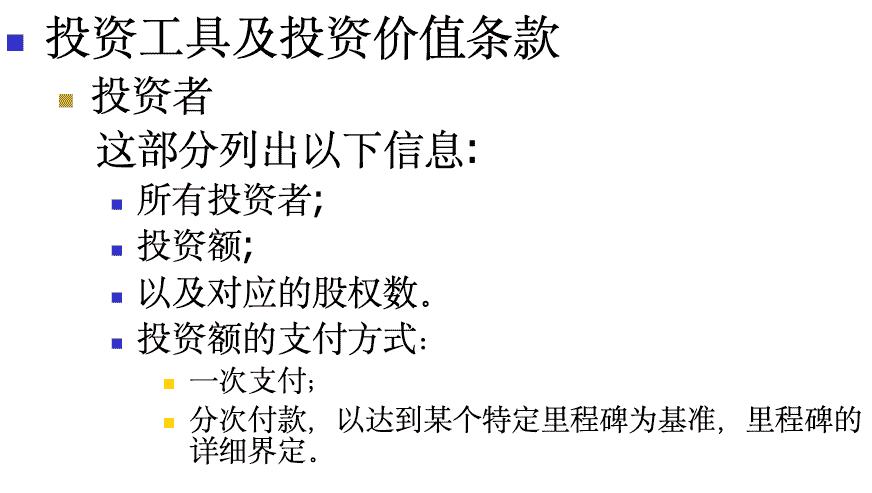 投资工具及投资价值条款
投资者
这部分列出以下信息:
所有投资者;
投资额;
以及对应的股权数。
投资额的支付方式：
一次支付；
分次付款，以达到某个特定里程碑为基准，里程碑的
详细界定。